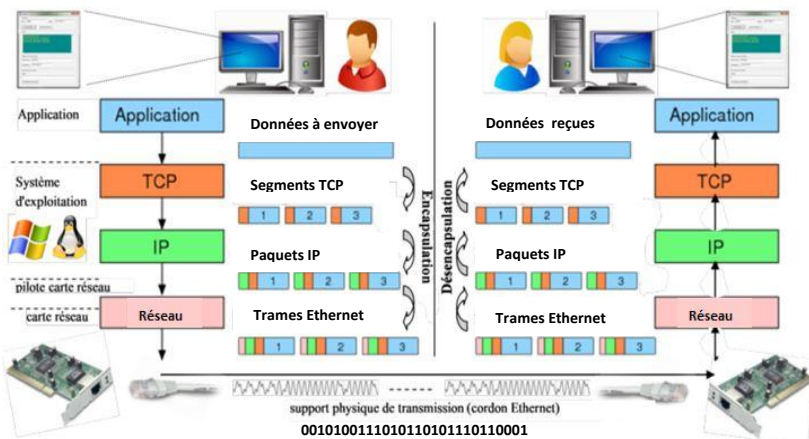 Application
Application
Données à envoyer
Données reçues
Application
Système
d'exploitation
TCP
Segments TCP
1 2 3
Encapsulation
Désencapsulation
Segments TCP
1 2 3
TCP
IP
Paquets IP
1 2 3
Paquets IP
1 2 3
IP
pilote carte réseau
carte réseau
Réseau
Trames Ethernet
1 2 3
Trames Ethernet
1 2 3
Réseau
support physique de transmission (cordon Ethernet)
0010100111010110101110110001